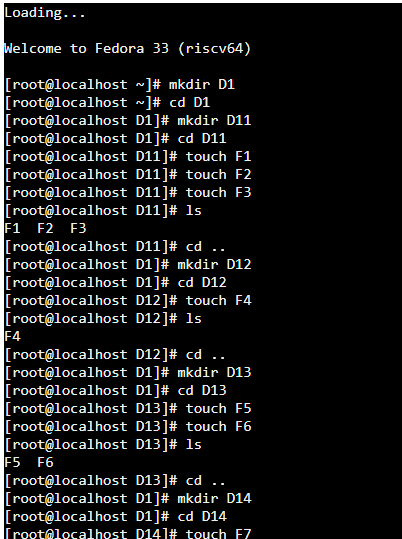 Loading...
Welcome to Fedora 33 (riscv64)
[root@localhost ~]# mkdir D1
[root@localhost ~]# cd D1
[root@localhost D1]# mkdir D11
[root@localhost D1]# cd D11
[root@localhost D11]# touch F1
[root@localhost D11]# touch F2
[root@localhost D11]# touch F3
[root@localhost D11]# ls
F1  F2  F3
[root@localhost D11]# cd ..
[root@localhost D1]# mkdir D12
[root@localhost D1]# cd D12
[root@localhost D12]# touch F4
[root@localhost D12]# ls
F4
[root@localhost D12]# cd ..
[root@localhost D1]# mkdir D13
[root@localhost D1]# cd D13
[root@localhost D13]# touch F5
[root@localhost D13]# touch F6
[root@localhost D13]# ls
F5  F6
[root@localhost D13]# cd ..
[root@localhost D1]# mkdir D14
[root@localhost D1]# cd D14
[root@localhost D14]# touch F7